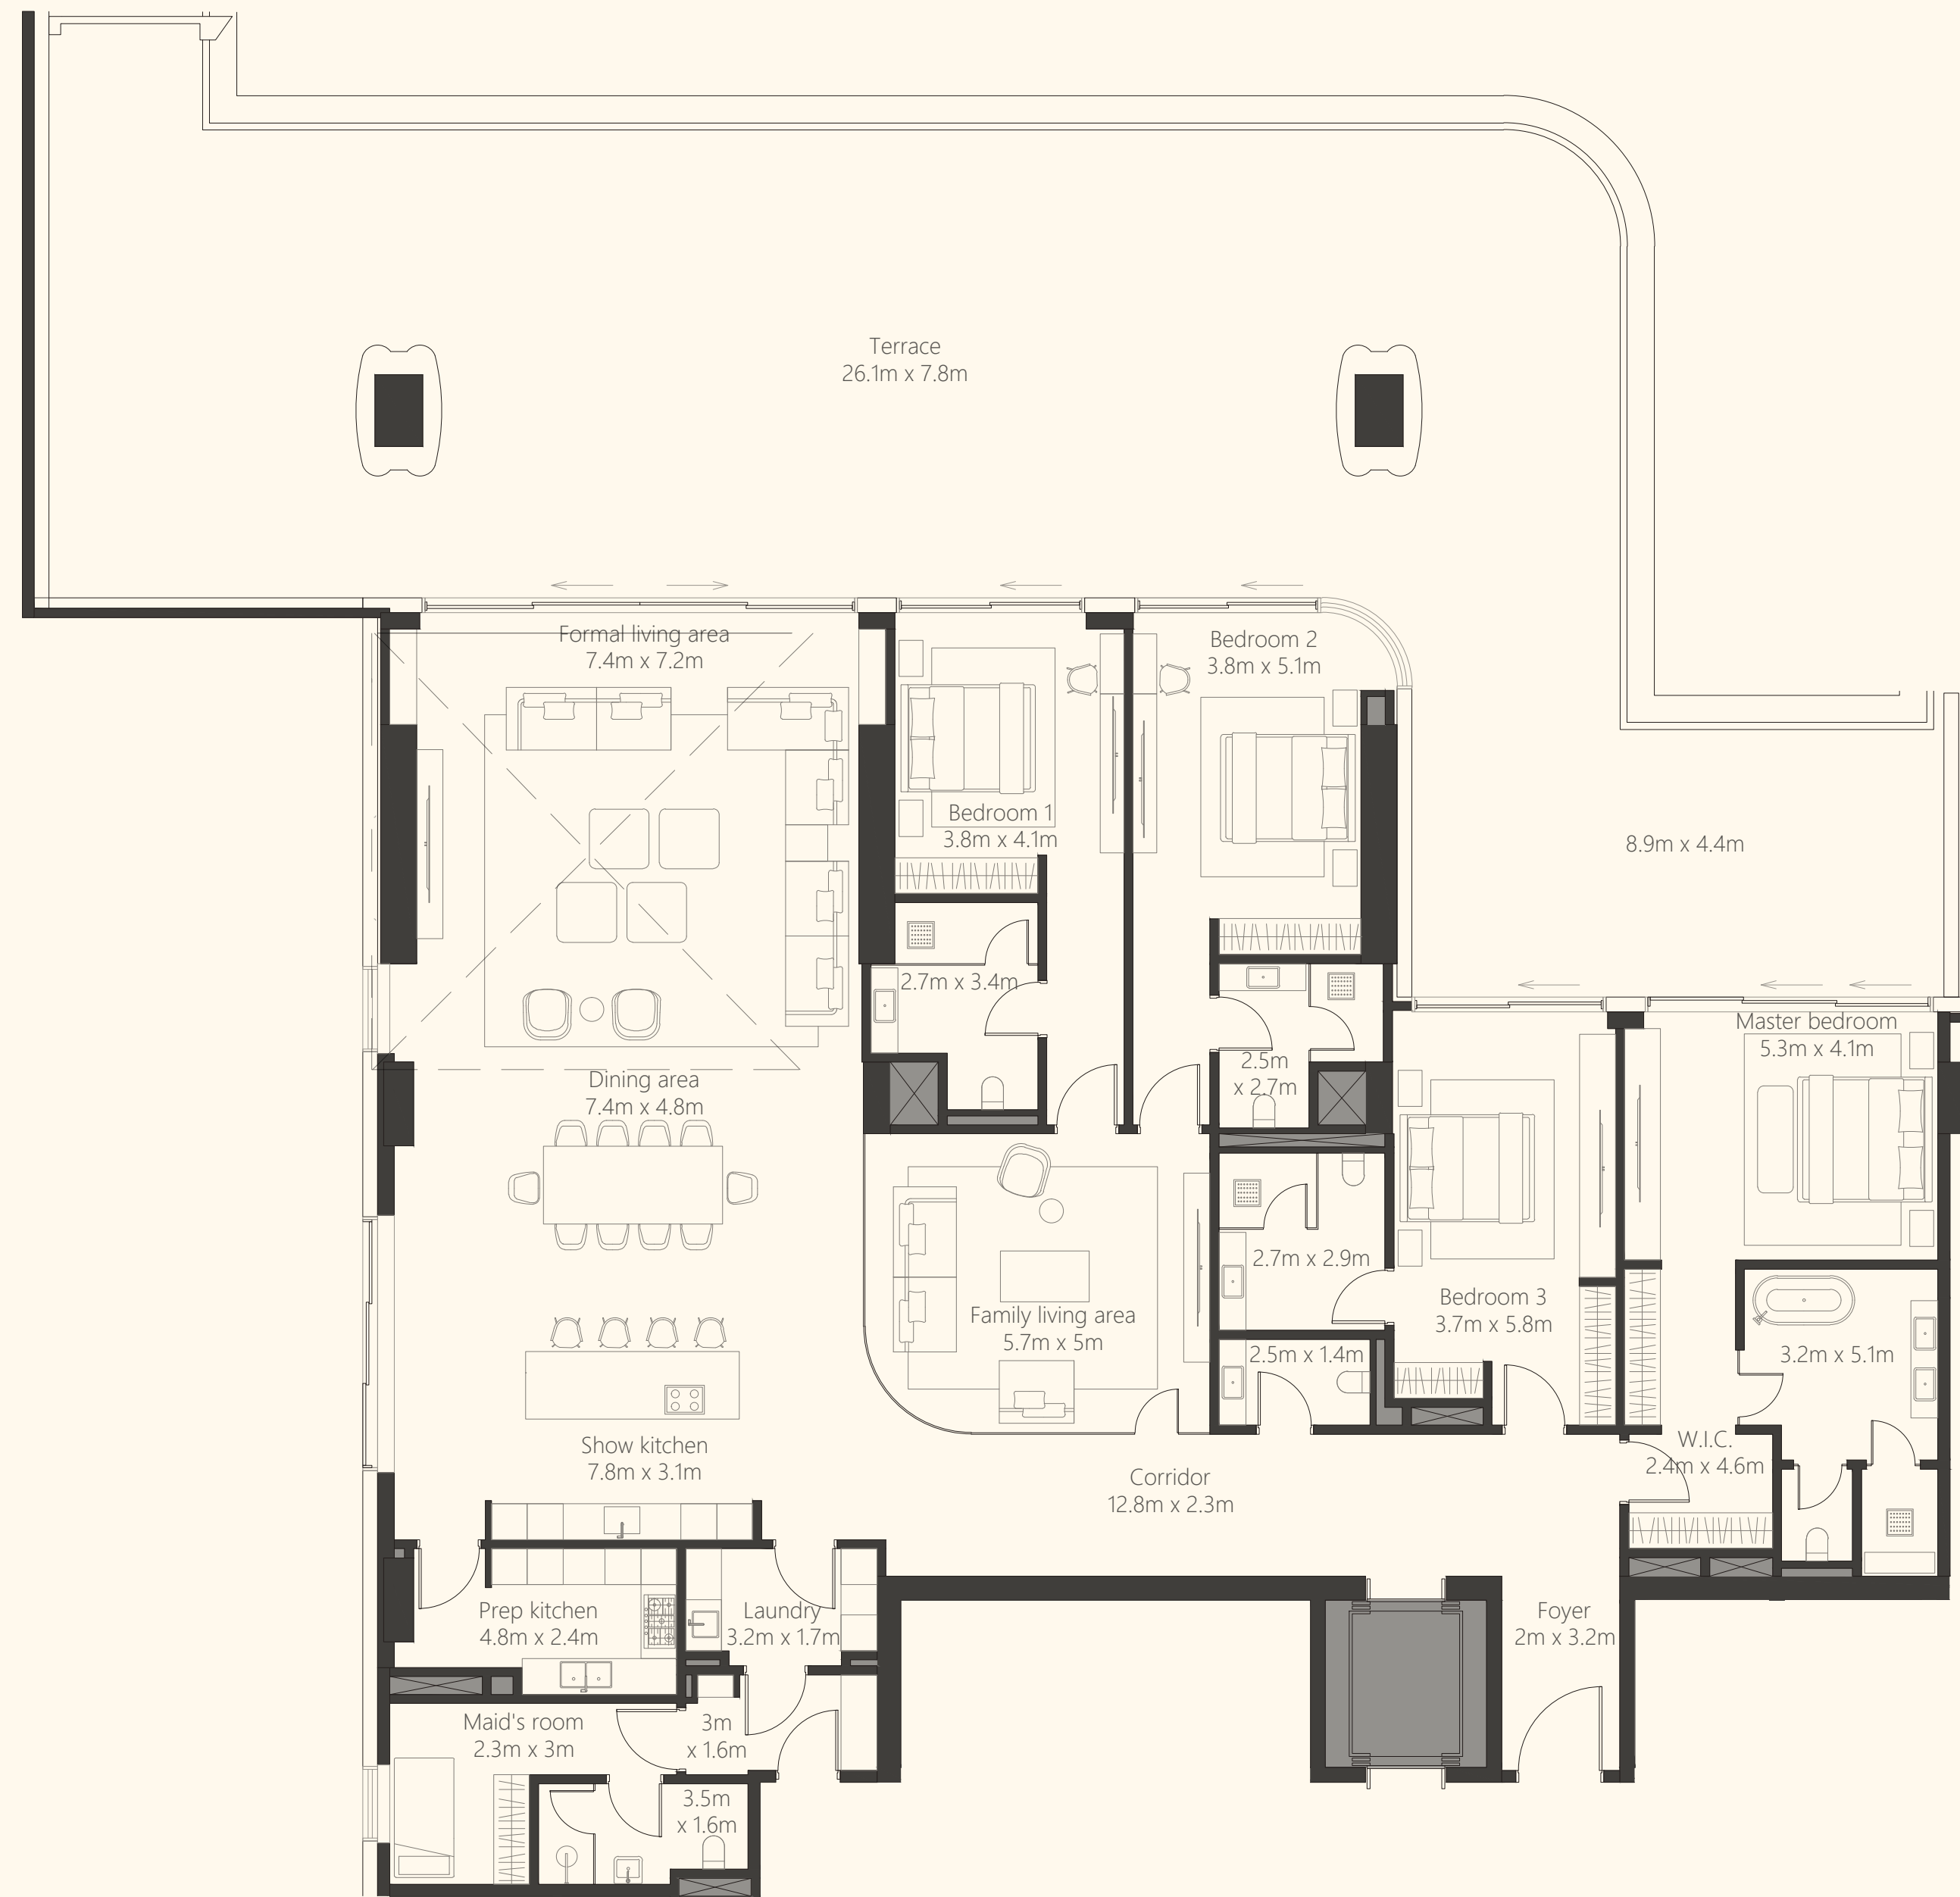 Terrace
26.1m x 7.8m
Formal living area
7.4m x 7.2m
Bedroom 2
3.8m x 5.1m
Bedroom 1
3.8m x 4.1m
8.9m x 4.4m
2.7m x 3.4m
Master bedroom
5.3m x 4.1m
2.5m
x 2.7m
Dining area
7.4m x 4.8m
2.7m x 2.9m
Bedroom 3
3.7m x 5.8m
Family living area
5.7m x 5m
2.5m x 1.4m
3.2m x 5.1m
Show kitchen
7.8m x 3.1m
W.I.C.
2.4m x 4.6m
Corridor
12.8m x 2.3m
Prep kitchen
4.8m x 2.4m
Laundry
3.2m x 1.7m
Foyer
2m x 3.2m
Maid's room
2.3m x 3m
3m
x 1.6m
3.5m
x 1.6m